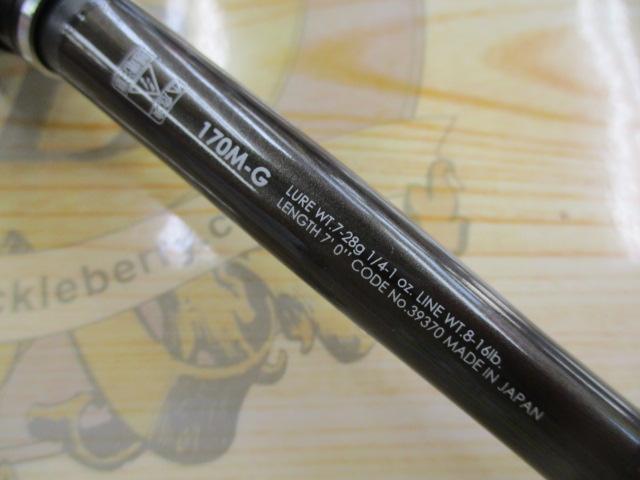 170M-G
LURE WT.7-28g 1/4-1 oz. LINE WT.8-16lb.
LENGTH 7' 0'' CODE No.39370 MADE IN JAPAN
ckleberry.c